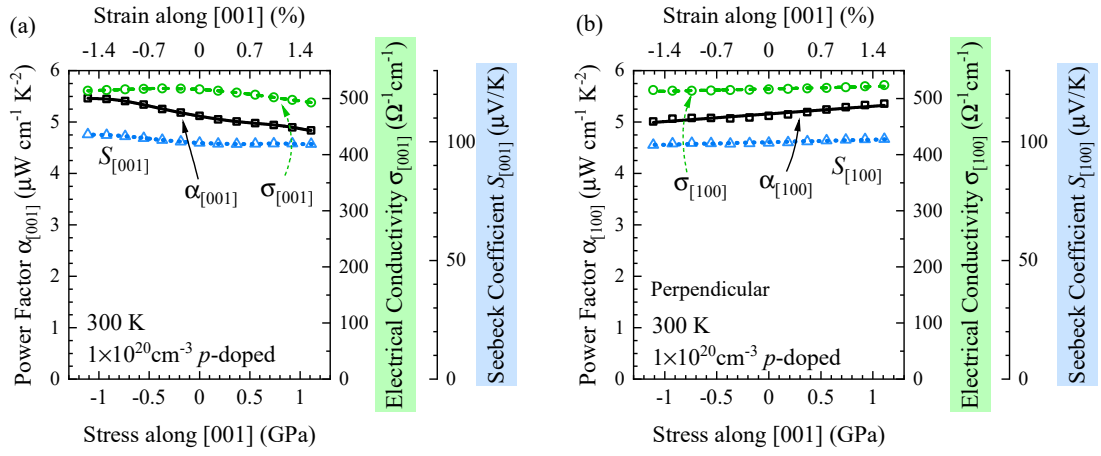 (a)
Strain along [001] (%)
-1.4 -0.7 0 0.7 1.4
Power Factor α[001] (μW cm-1 K-2)
6
5
4
3
2
1
0
S[001]
α[001]
σ[001]
300 K
1×10²⁰cm⁻³ p-doped
-1 -0.5 0 0.5 1
Stress along [001] (GPa)
500
400
300
200
100
0
Electrical Conductivity σ[001] (Ω⁻¹cm⁻¹)
100
50
0
Seebeck Coefficient S[001] (μV/K)
(b)
Strain along [001] (%)
-1.4 -0.7 0 0.7 1.4
Power Factor α[100] (μW cm⁻¹ K⁻²)
6
5
4
3
2
1
0
σ[100]
α[100]
S[100]
Perpendicular
300 K
1×10²⁰cm⁻³ p-doped
-1 -0.5 0 0.5 1
Stress along [001] (GPa)
500
400
300
200
100
0
Electrical Conductivity σ[100] (Ω⁻¹cm⁻¹)
100
50
0
Seebeck Coefficient S[100] (μV/K)